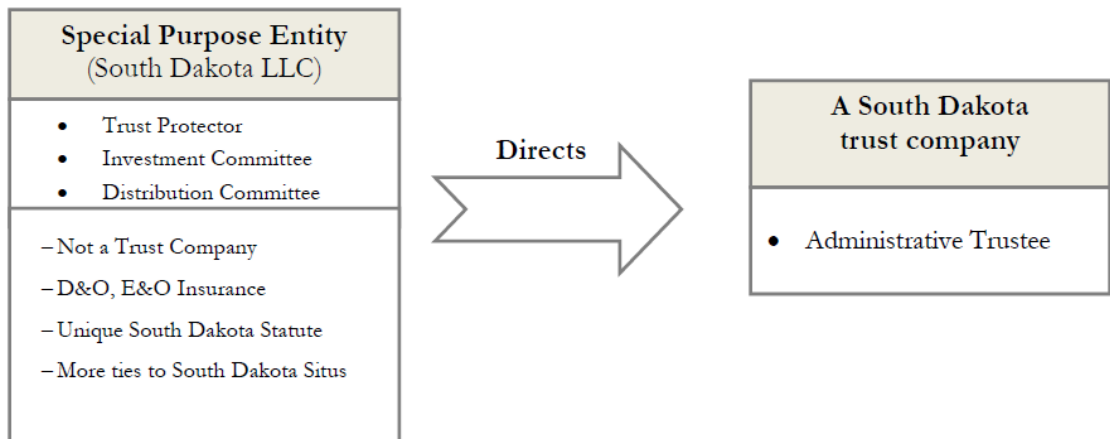 Special Purpose Entity
(South Dakota LLC)
• Trust Protector
• Investment Committee
• Distribution Committee
– Not a Trust Company
– D&O, E&O Insurance
– Unique South Dakota Statute
– More ties to South Dakota Situs
Directs
A South Dakota
trust company
• Administrative Trustee